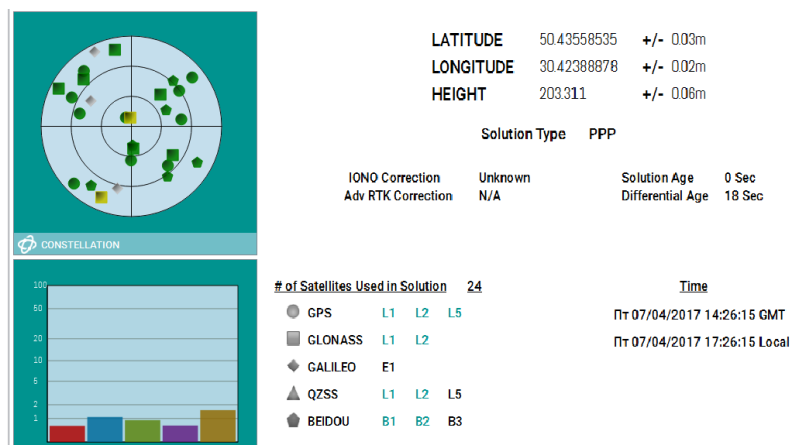 LATITUDE 50.43558535 +/- 0.03m
LONGITUDE 30.42388878 +/- 0.02m
HEIGHT 203.311 +/- 0.06m
Solution Type PPP
IONO Correction Unknown Solution Age 0 Sec
Adv RTK Correction N/A Differential Age 18 Sec
CONSTELLATION
# of Satellites Used in Solution 24 Time
GPS L1 L2 L5 Пт 07/04/2017 14:26:15 GMT
GLONASS L1 L2 Пт 07/04/2017 17:26:15 Local
GALILEO E1
QZSS L1 L2 L5
BEIDOU B1 B2 B3
100
50
20
10
5
2
1